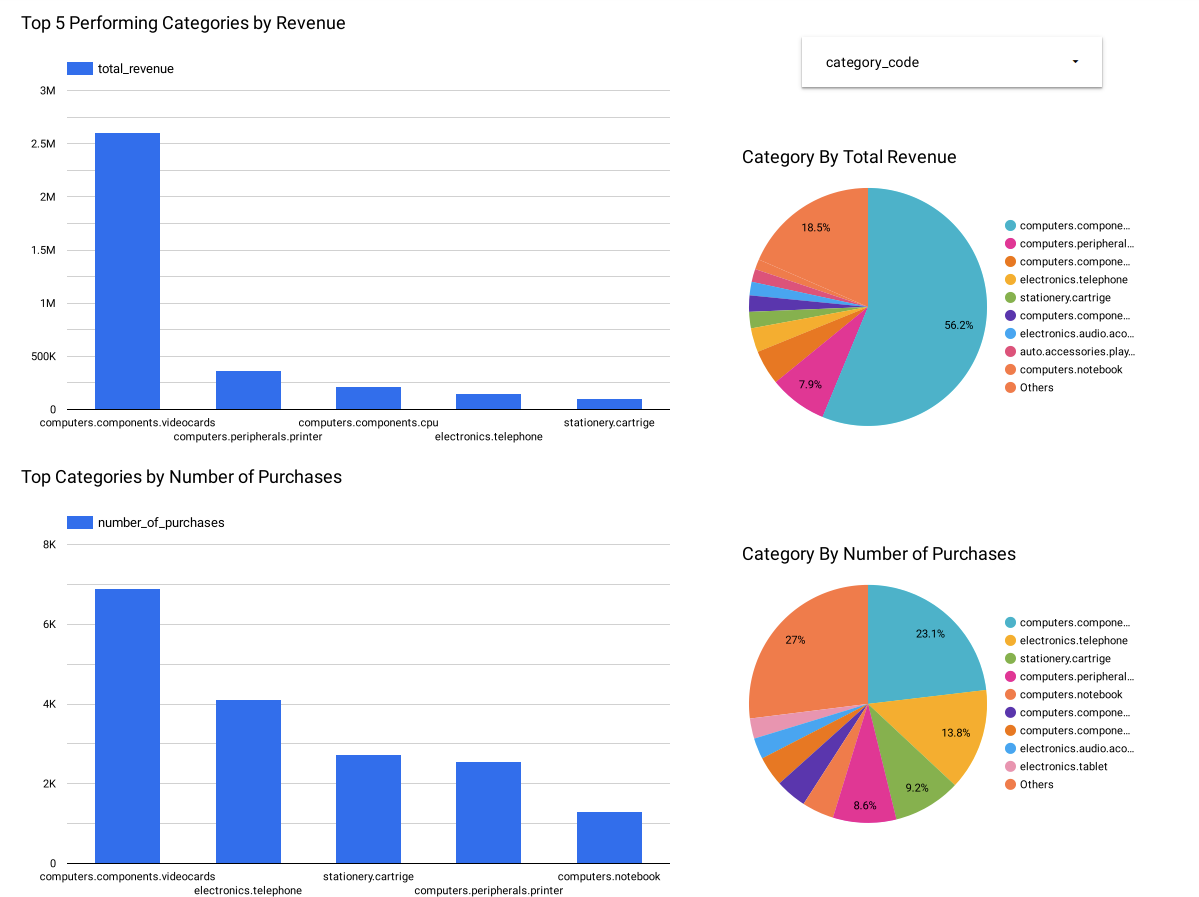 Top 5 Performing Categories by Revenue
total_revenue
3M
2.5M
2M
1.5M
1M
500K
0
computers.components.videocards
computers.peripherals.printer
computers.components.cpu
electronics.telephone
stationery.cartrige
category_code
Category By Total Revenue
18.5%
56.2%
7.9%
computers.compone...
computers.peripheral...
computers.compone...
electronics.telephone
stationery.cartrige
computers.compone...
electronics.audio.aco...
auto.accessories.play...
computers.notebook
Others
Top Categories by Number of Purchases
number_of_purchases
8K
6K
4K
2K
0
computers.components.videocards
electronics.telephone
stationery.cartrige
computers.peripherals.printer
computers.notebook
Category By Number of Purchases
27%
23.1%
13.8%
9.2%
8.6%
computers.compone...
electronics.telephone
stationery.cartrige
computers.peripheral...
computers.notebook
computers.compone...
computers.compone...
electronics.audio.aco...
electronics.tablet
Others